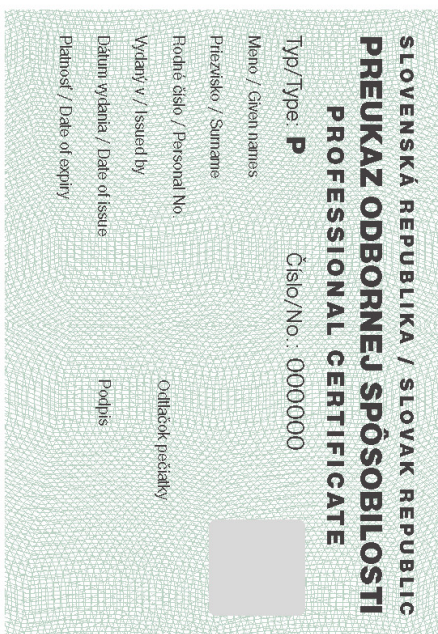 SLOVENSKÁ REPUBLIKA / SLOVAK REPUBLIC
PREUKAZ ODBORNEJ SPÔSOBILOSTI
PROFESSIONAL CERTIFICATE
Typ/Type: P Číslo/No.: 000000
Meno / Given names
Priezvisko / Surname
Rodné číslo / Personal No.
Vydaný v / Issued by
Odtlačok pečiatky
Dátum vydania / Date of issue
Podpis
Platnosť / Date of expiry